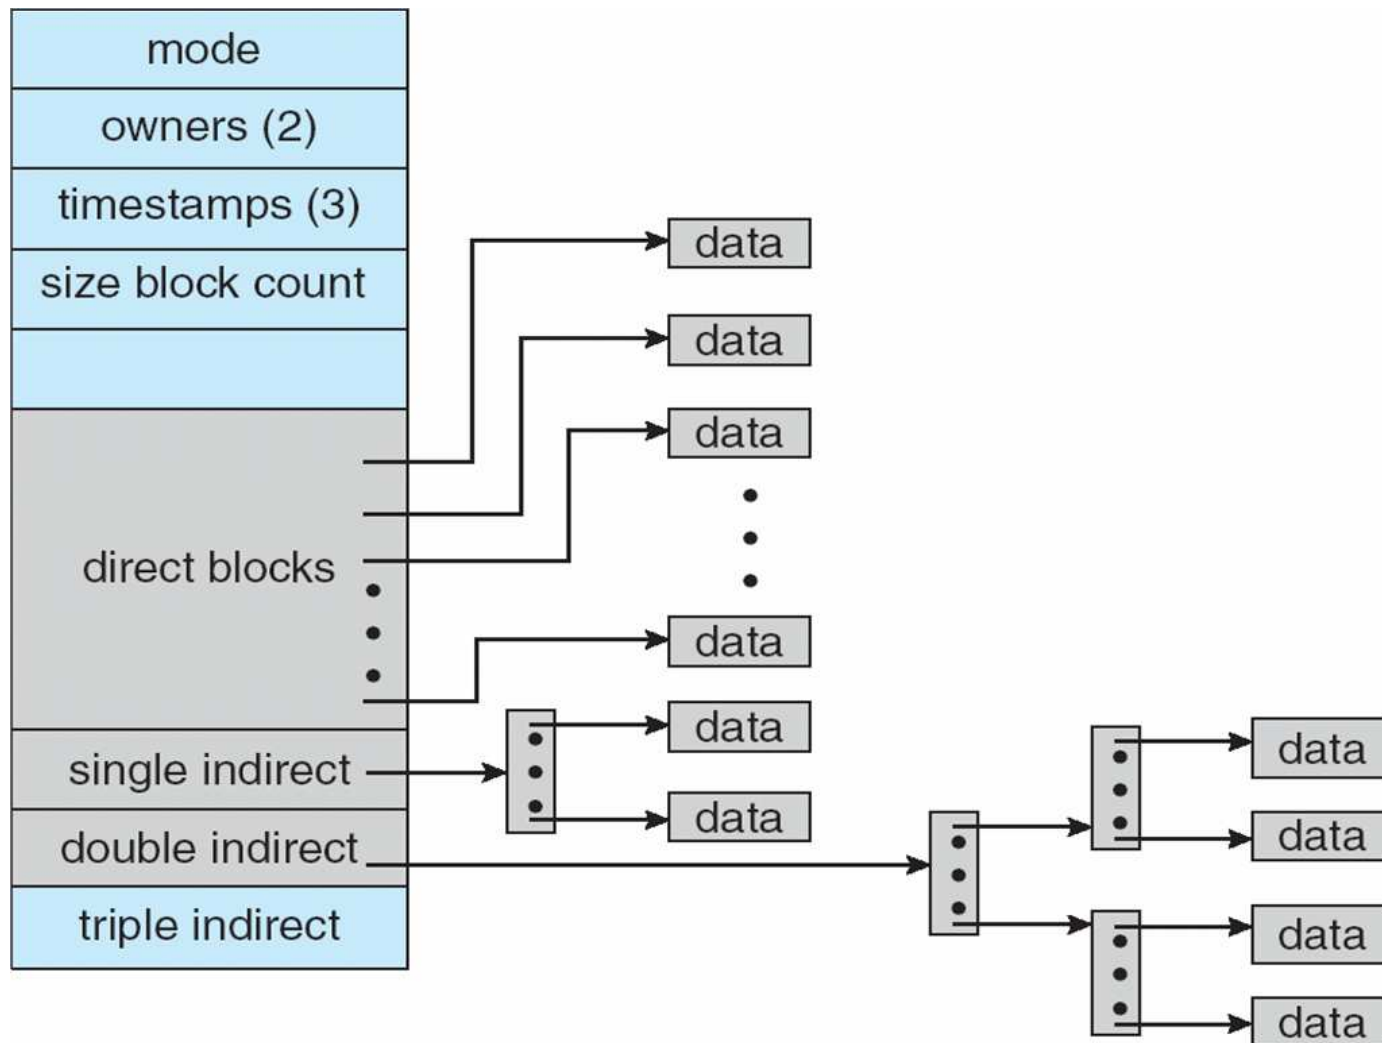 mode
owners (2)
timestamps (3)
size block count
direct blocks
single indirect
double indirect
triple indirect
data
data
data
data
data
data
data
data
data
data